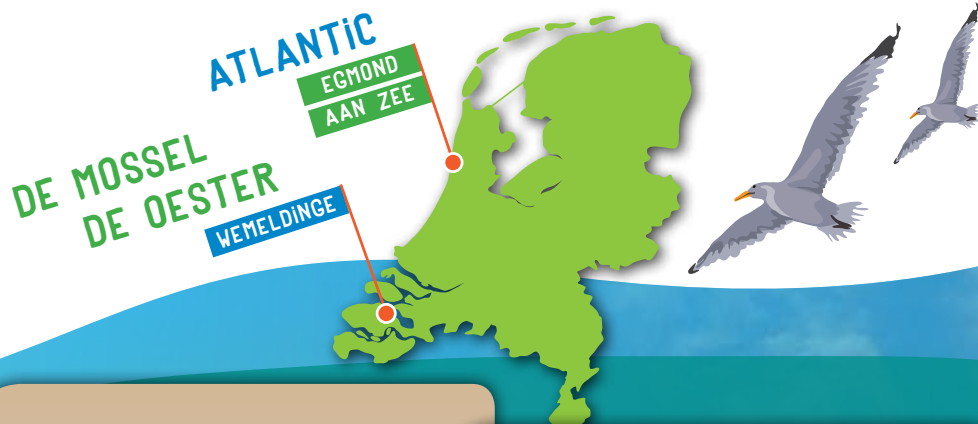 ATLANTiC
EGMOND
AAN ZEE
DE MOSSEL
DE OESTER
WEMELDiNGE